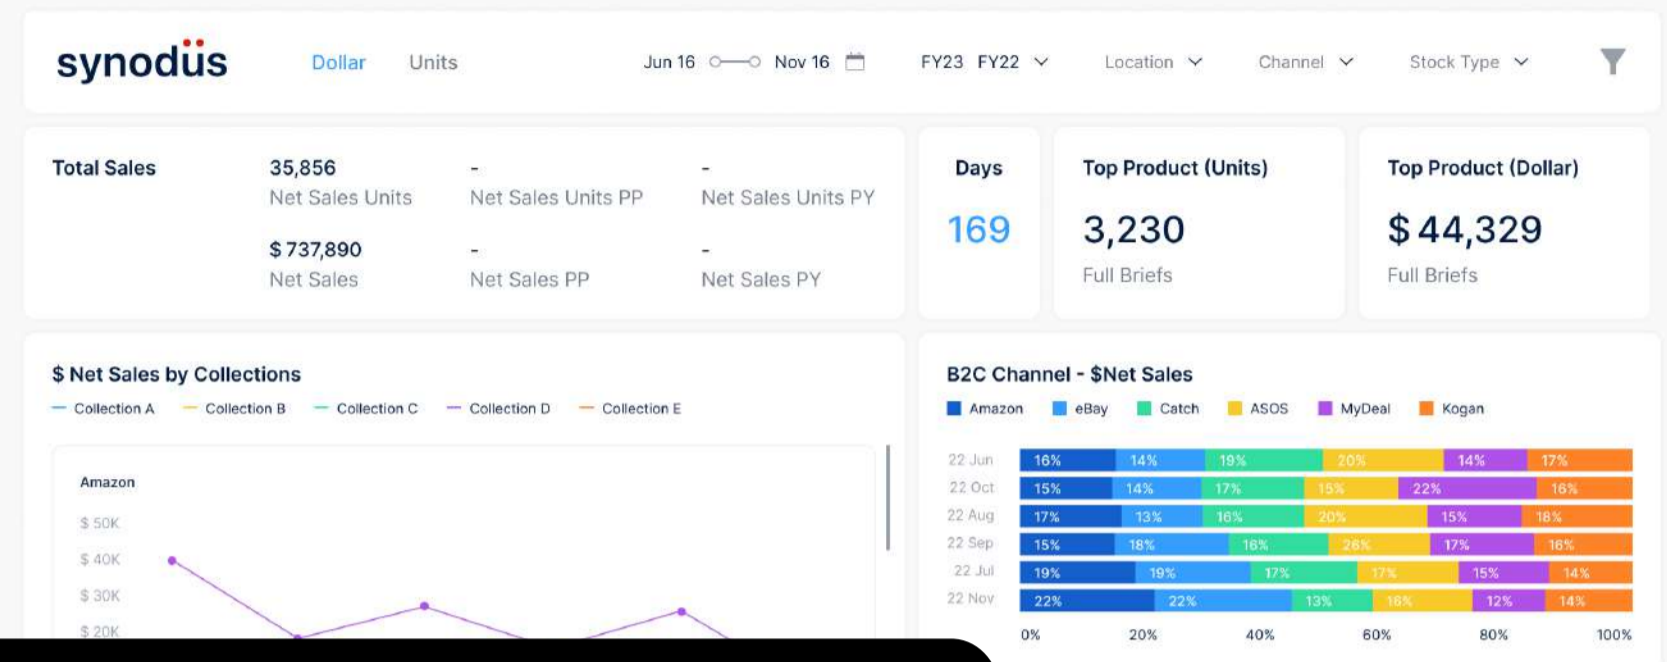 synodüs Dollar Units Jun 16 Nov 16 FY23 FY22 Location Channel Stock Type
Total Sales
35,856 - -
Net Sales Units Net Sales Units PP Net Sales Units PY
$ 737,890 - -
Net Sales Net Sales PP Net Sales PY
Days
169
Top Product (Units)
3,230
Full Briefs
Top Product (Dollar)
$ 44,329
Full Briefs
$ Net Sales by Collections
Collection A Collection B Collection C Collection D Collection E
Amazon
$ 50K
$ 40K
$ 30K
$ 20K
B2C Channel - $Net Sales
Amazon eBay Catch ASOS MyDeal Kogan
22 Jun 16% 14% 19% 20% 14% 17%
22 Oct 15% 14% 17% 15% 22% 16%
22 Aug 17% 13% 16% 20% 15% 18%
22 Sep 15% 18% 16% 26% 17% 16%
22 Jul 19% 19% 17% 17% 15% 14%
22 Nov 22% 22% 13% 16% 12% 14%
0% 20% 40% 60% 80% 100%